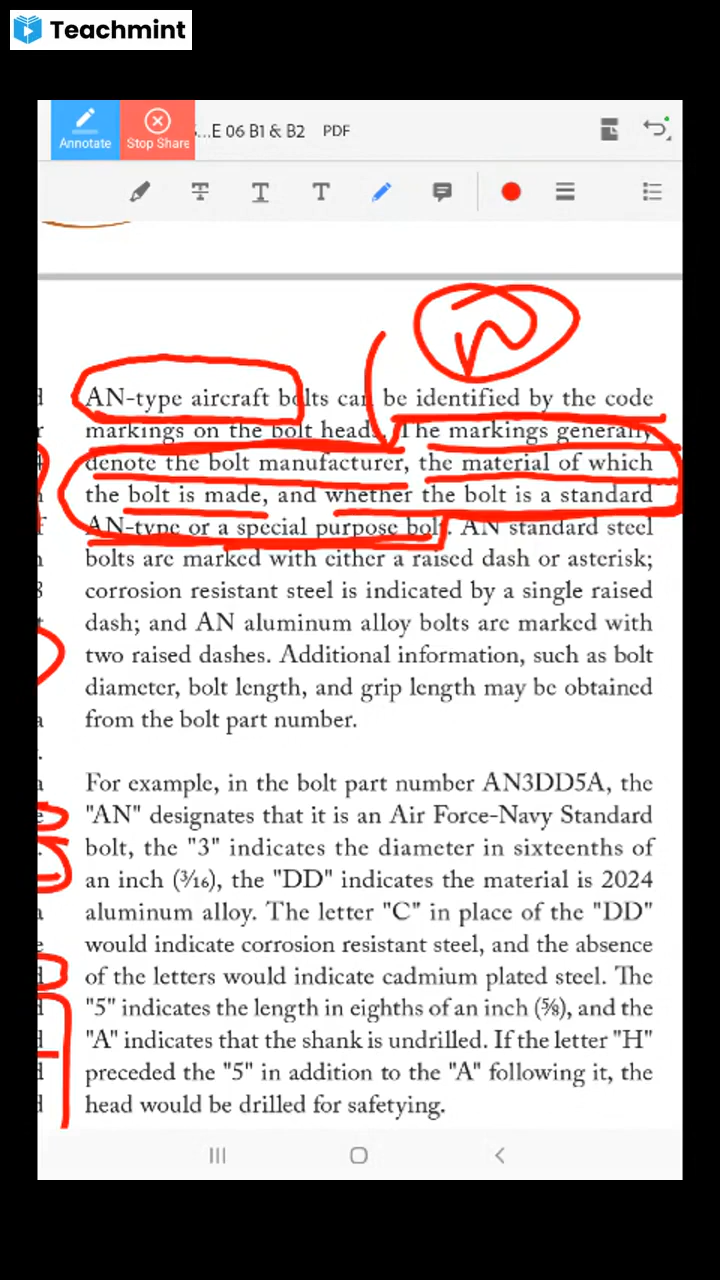 Teachmint
Annotate
Stop Share
...E 06 B1 & B2 PDF
AN-type aircraft bolts can be identified by the code
markings on the bolt heads. The markings generally
denote the bolt manufacturer, the material of which
the bolt is made, and whether the bolt is a standard
AN-type or a special purpose bolt. AN standard steel
bolts are marked with either a raised dash or asterisk;
corrosion resistant steel is indicated by a single raised
dash; and AN aluminum alloy bolts are marked with
two raised dashes. Additional information, such as bolt
diameter, bolt length, and grip length may be obtained
from the bolt part number.
For example, in the bolt part number AN3DD5A, the
"AN" designates that it is an Air Force-Navy Standard
bolt, the "3" indicates the diameter in sixteenths of
an inch (3⁄16), the "DD" indicates the material is 2024
aluminum alloy. The letter "C" in place of the "DD"
would indicate corrosion resistant steel, and the absence
of the letters would indicate cadmium plated steel. The
"5" indicates the length in eighths of an inch (5⁄8), and the
"A" indicates that the shank is undrilled. If the letter "H"
preceded the "5" in addition to the "A" following it, the
head would be drilled for safetying.